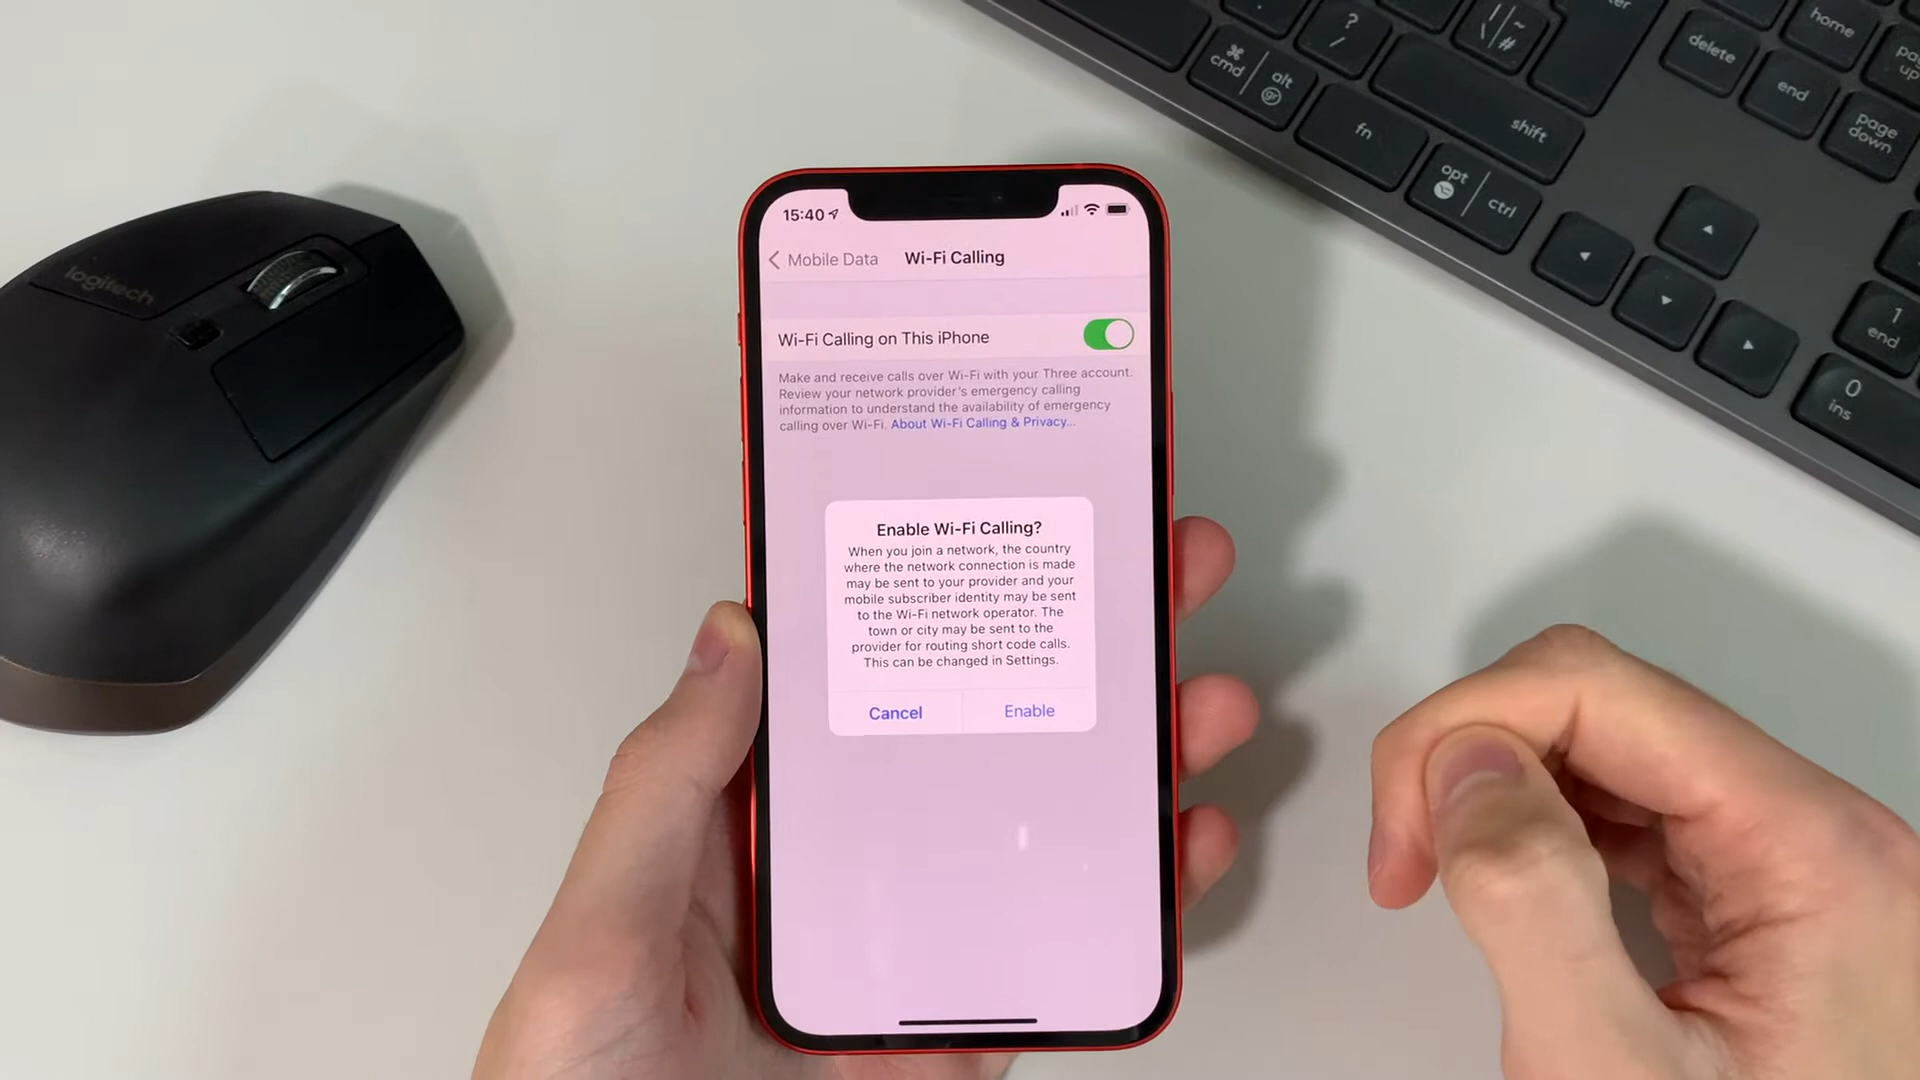 logitech
15:40
Mobile Data
Wi-Fi Calling
Wi-Fi Calling on This iPhone
Make and receive calls over Wi-Fi with your Three account.
Review your network provider's emergency calling
information to understand the availability of emergency
calling over Wi-Fi. About Wi-Fi Calling & Privacy...
Enable Wi-Fi Calling?
When you join a network, the country
where the network connection is made
may be sent to your provider and your
mobile subscriber identity may be sent
to the Wi-Fi network operator. The
town or city may be sent to the
provider for routing short code calls.
This can be changed in Settings.
Cancel
Enable
? /
| \ ~ #
home
delete
end
page
up
page
down
⌘ cmd
alt gr
shift
fn
opt
ctrl
1
end
0
ins